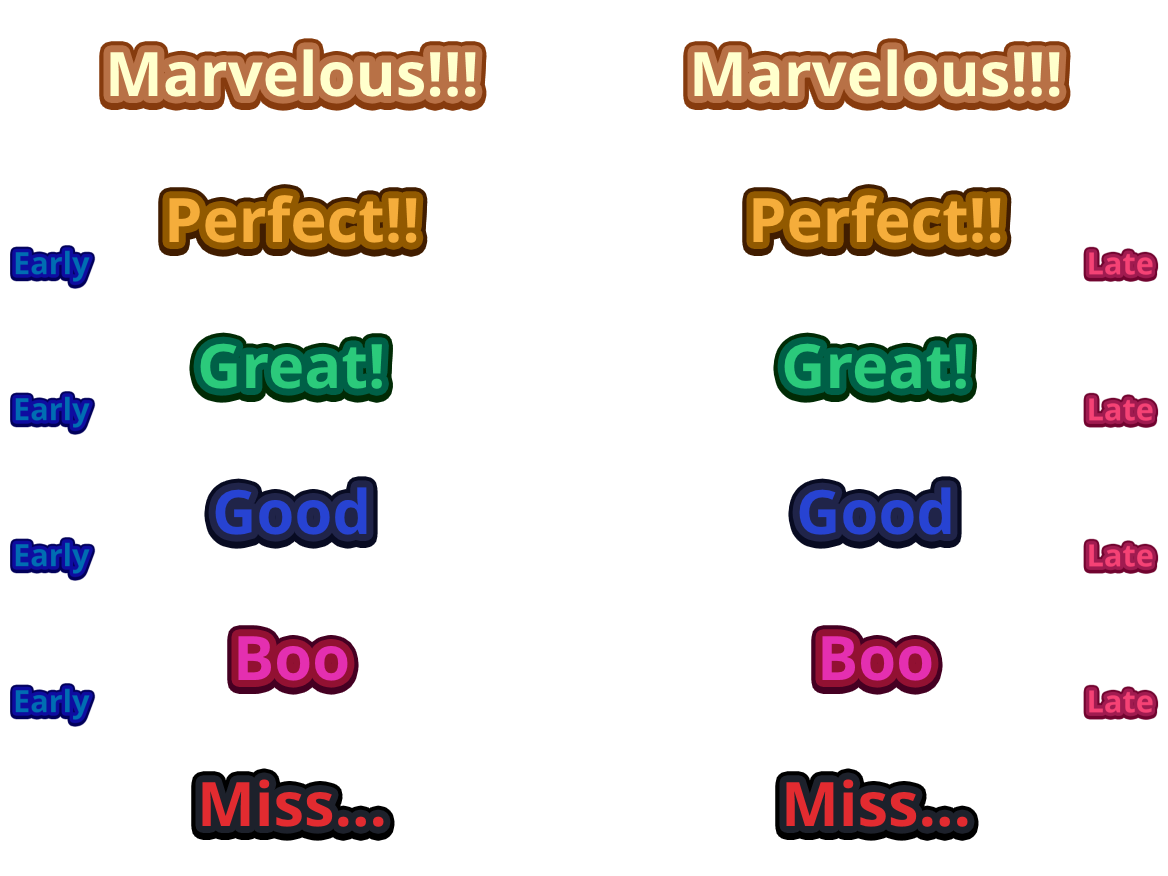 Marvelous!!! Marvelous!!!
Perfect!! Perfect!!
Early Late
Great! Great!
Early Late
Good Good
Early Late
Boo Boo
Early Late
Miss... Miss...